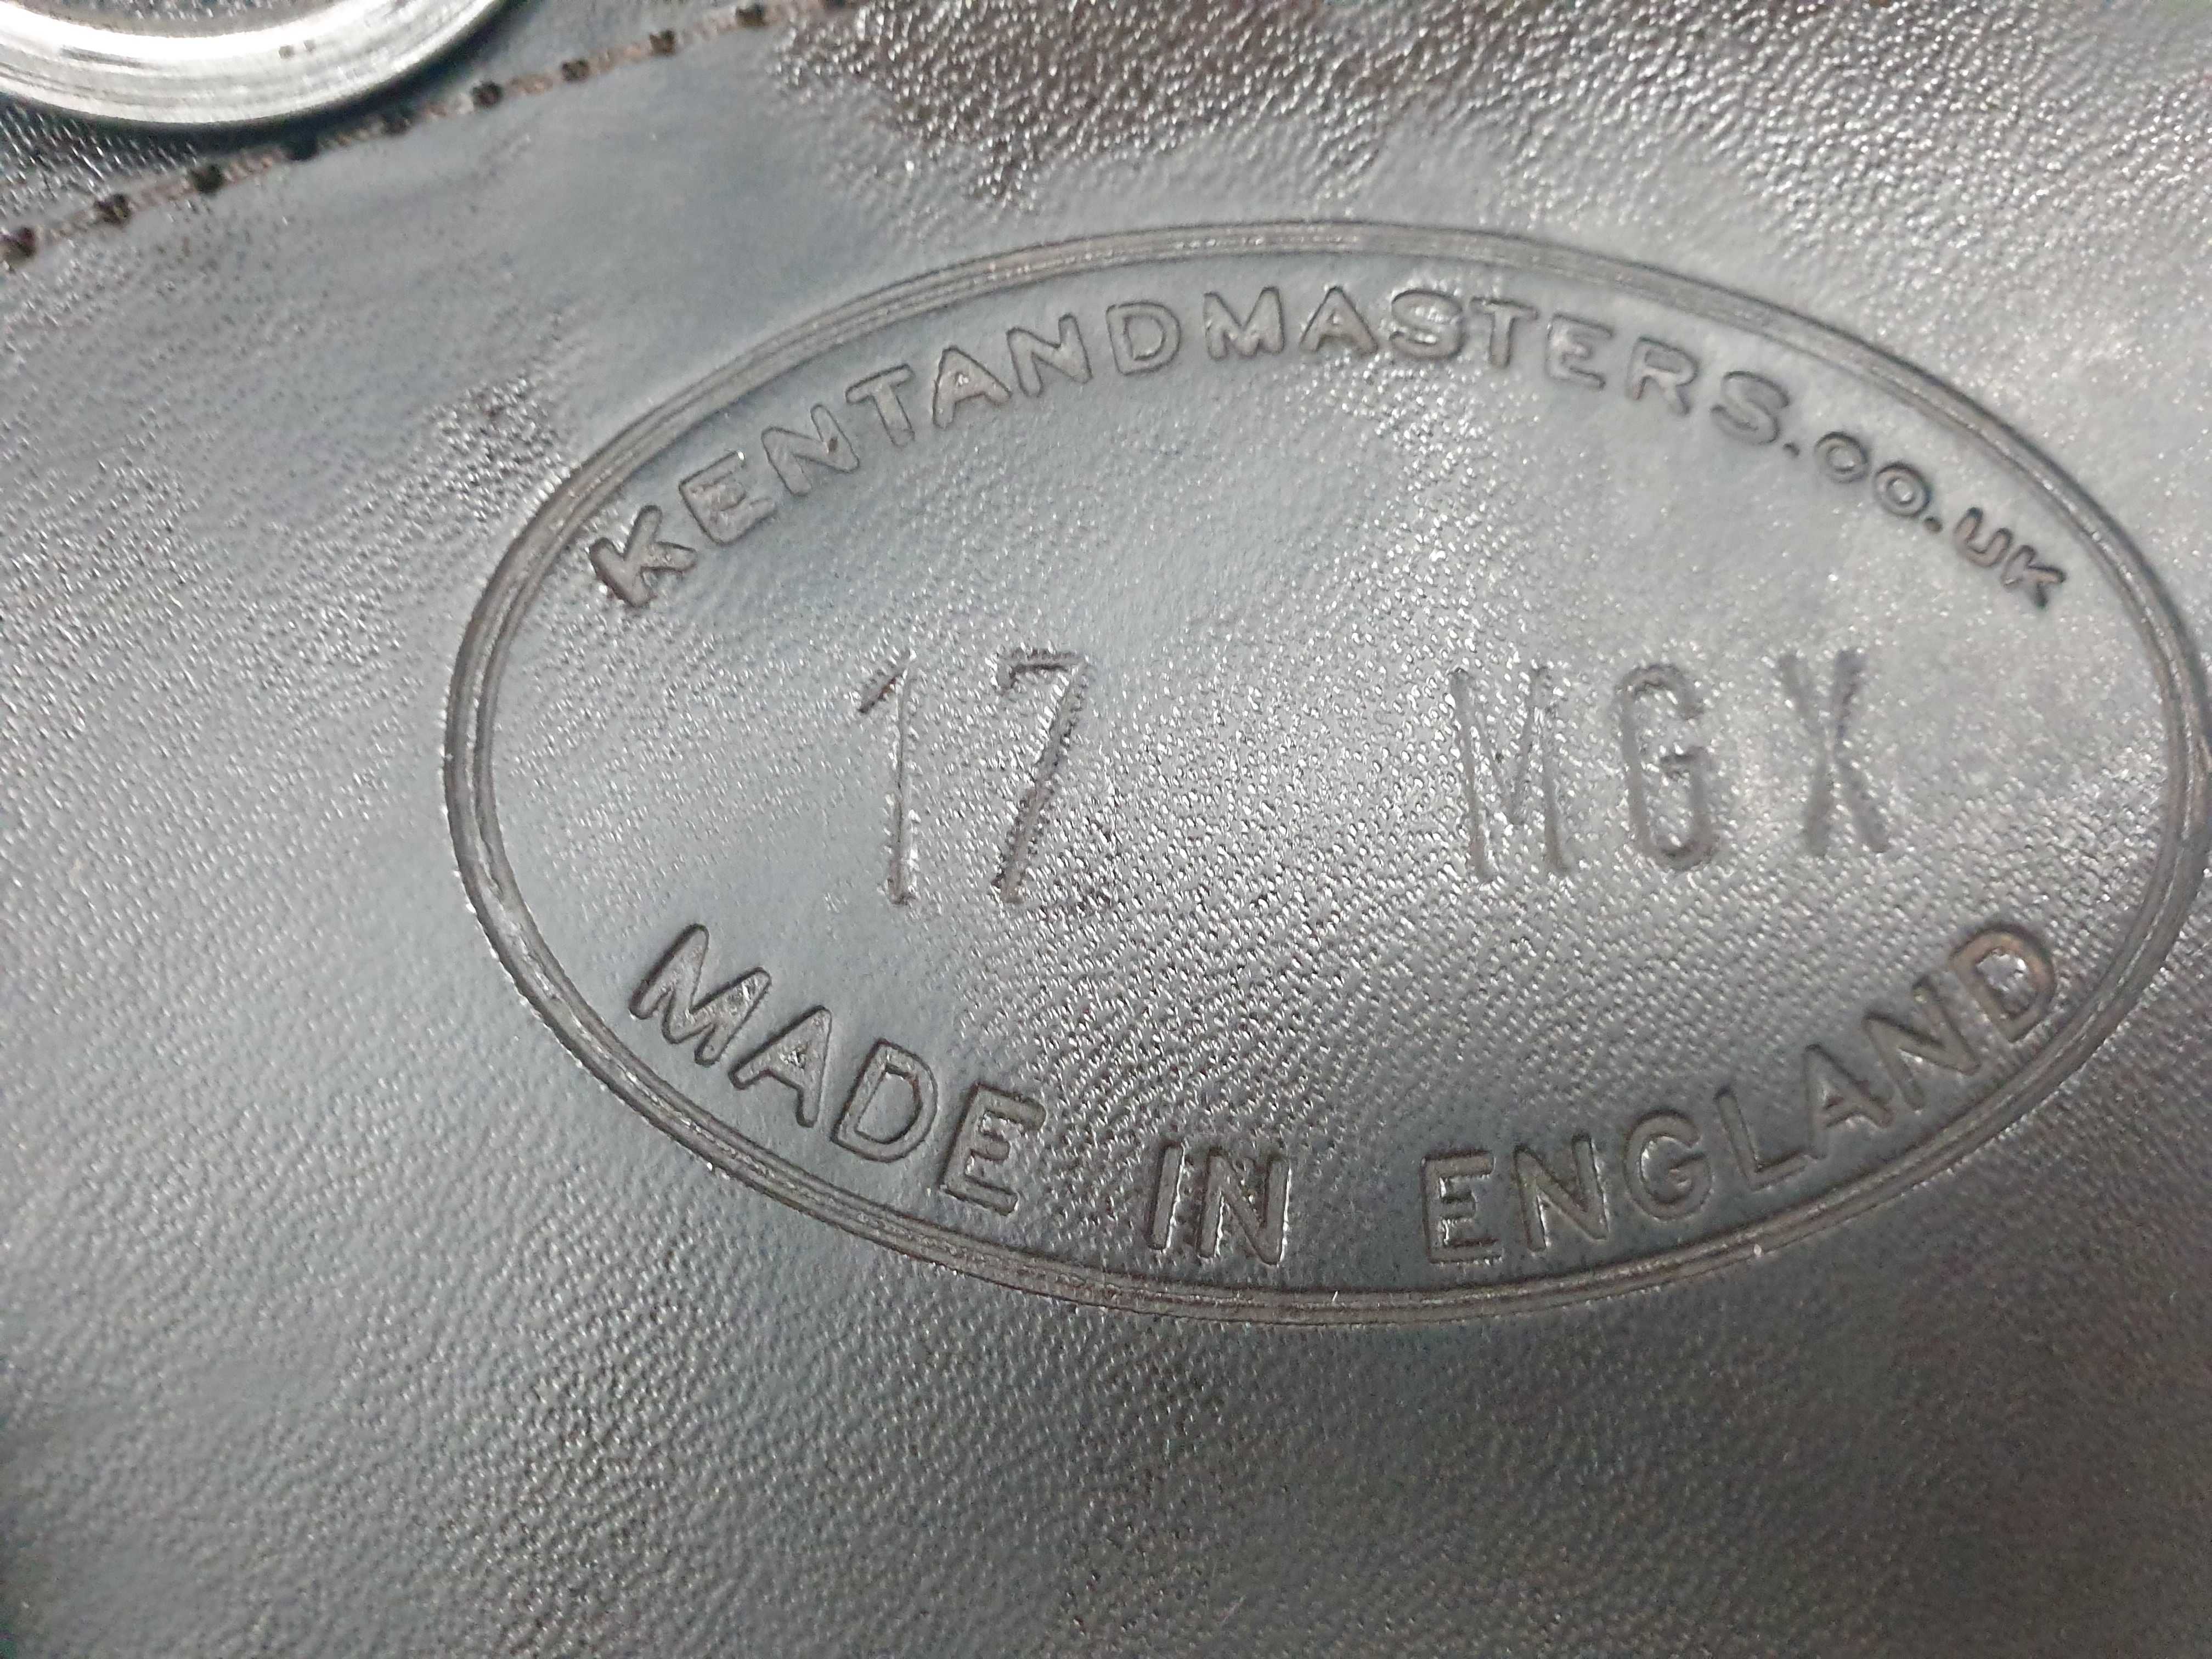 KENTANDMASTERS.CO.UK
17 MGX
MADE IN ENGLAND